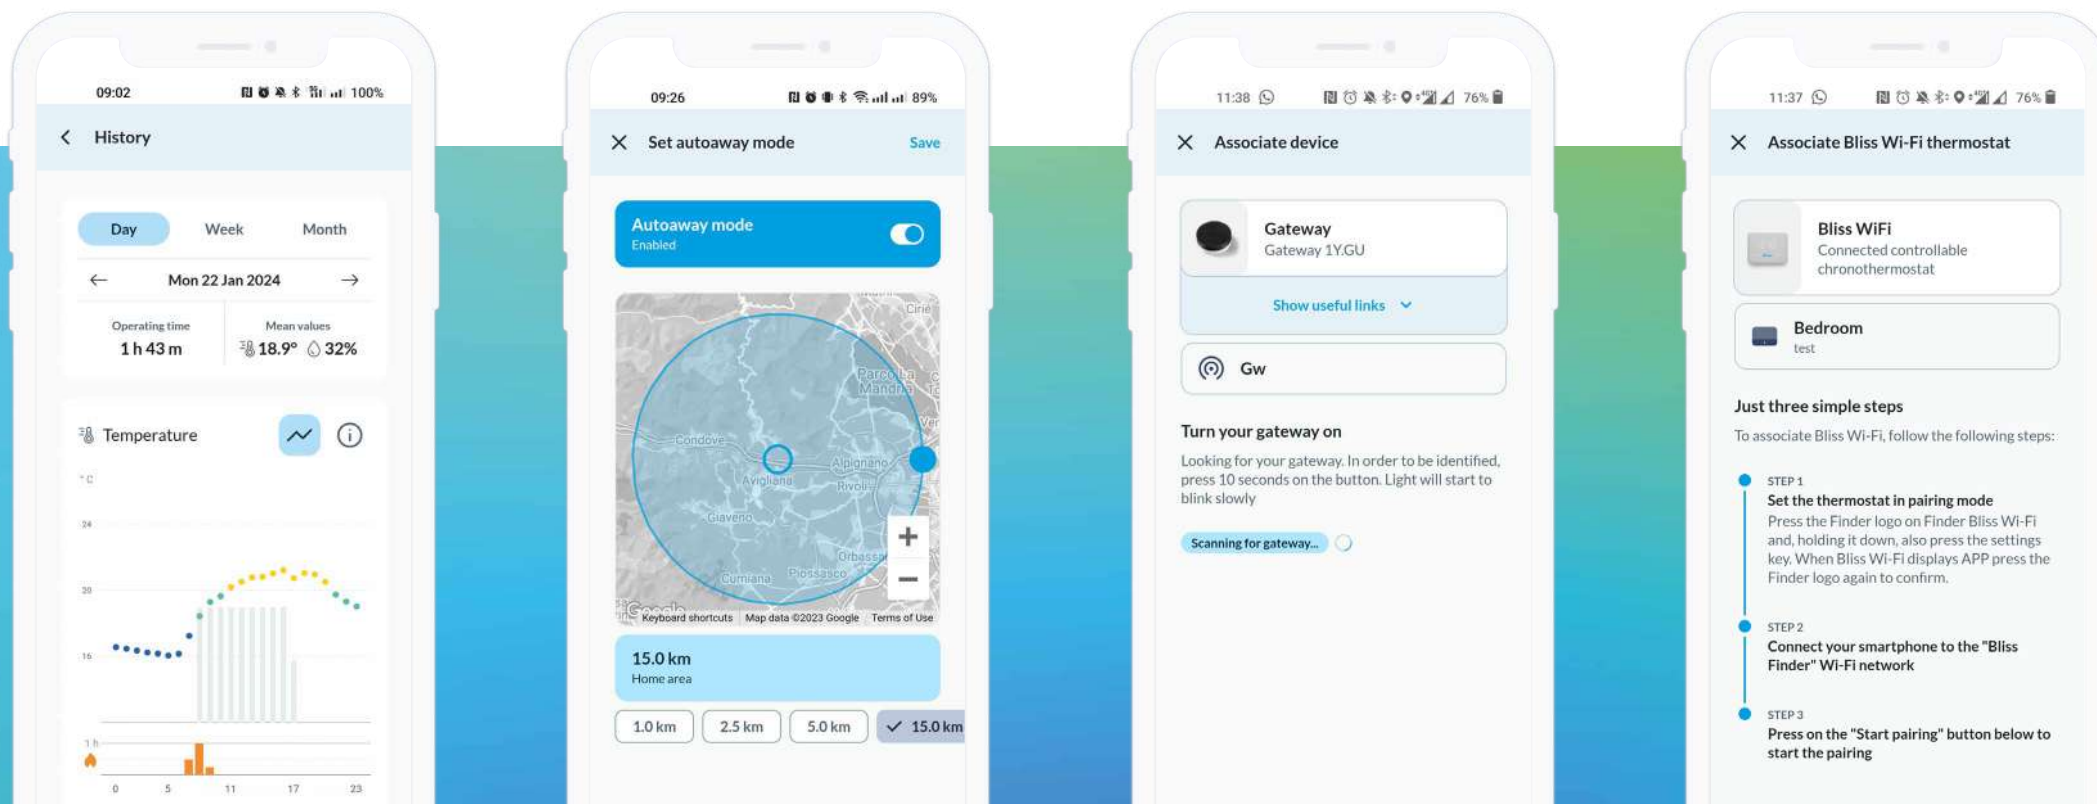 09:02
100%
History
Day
Week
Month
Mon 22 Jan 2024
Operating time
1 h 43 m
Mean values
18.9° 32%
Temperature
° C
24
20
16
1 h
0 5 11 17 23
09:26
89%
Set autoaway mode
Save
Autoaway mode
Enabled
Cirié
Parco La
Mandria
Condove
Alpignano
Avigliana
Rivoli
Giaveno
Orbassa
Cumiana
Piossasco
Google
Keyboard shortcuts
Map data ©2023 Google
Terms of Use
+
−
15.0 km
Home area
1.0 km
2.5 km
5.0 km
15.0 km
11:38
76%
Associate device
Gateway
Gateway 1Y.GU
Show useful links
Gw
Turn your gateway on
Looking for your gateway. In order to be identified,
press 10 seconds on the button. Light will start to
blink slowly
Scanning for gateway...
11:37
76%
Associate Bliss Wi-Fi thermostat
Bliss WiFi
Connected controllable
chronothermostat
Bedroom
test
Just three simple steps
To associate Bliss Wi-Fi, follow the following steps:
STEP 1
Set the thermostat in pairing mode
Press the Finder logo on Finder Bliss Wi-Fi
and, holding it down, also press the settings
key. When Bliss Wi-Fi displays APP press the
Finder logo again to confirm.
STEP 2
Connect your smartphone to the "Bliss
Finder" Wi-Fi network
STEP 3
Press on the "Start pairing" button below to
start the pairing